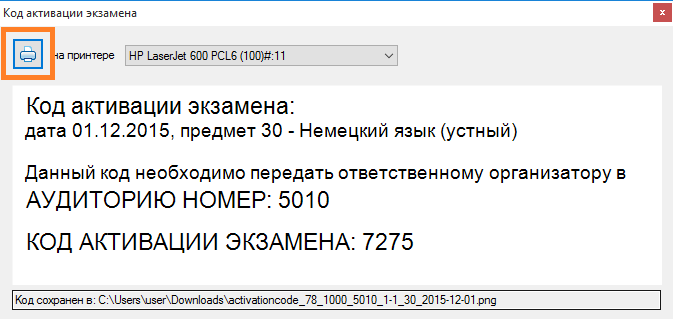 Код активации экзамена
на принтере HP LaserJet 600 PCL6 (100)#:11
Код активации экзамена:
дата 01.12.2015, предмет 30 - Немецкий язык (устный)
Данный код необходимо передать ответственному организатору в
АУДИТОРИЮ НОМЕР: 5010
КОД АКТИВАЦИИ ЭКЗАМЕНА: 7275
Код сохранен в: C:\Users\user\Downloads\activationcode_78_1000_5010_1-1_30_2015-12-01.png